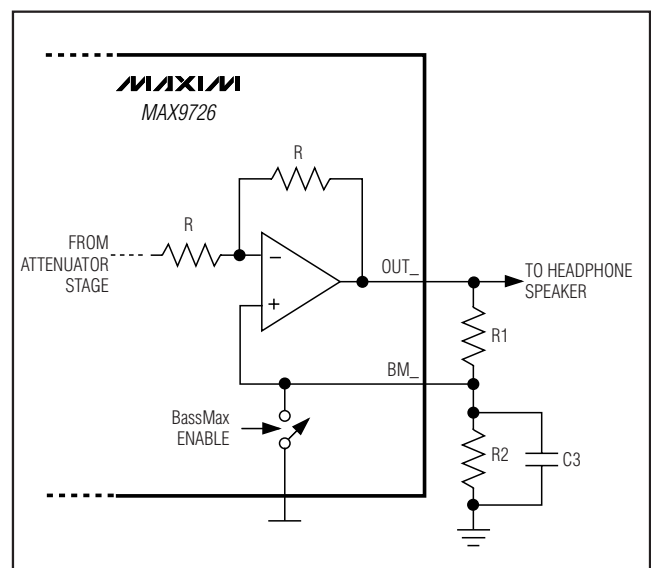 MAXIM
MAX9726
R
R
FROM
ATTENUATOR
STAGE
−
+
OUT_
TO HEADPHONE
SPEAKER
R1
BM_
BassMax
ENABLE
R2
C3